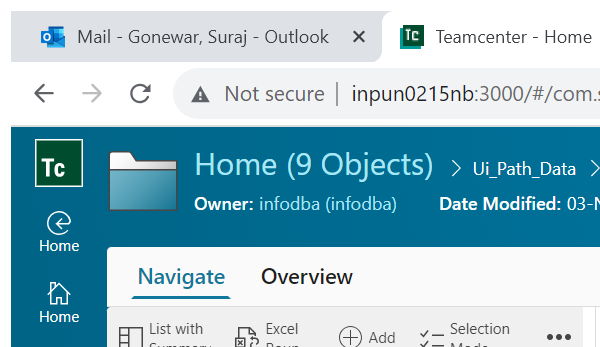 Mail - Gonewar, Suraj - Outlook
Tc Teamcenter - Home
Not secure | inpun0215nb:3000/#/com.s
Tc
Home (9 Objects) Ui_Path_Data
Owner: infodba (infodba) Date Modified: 03-N
Home
Home
Navigate Overview
List with
Summary
Excel
Roun
Add
Selection
Mode